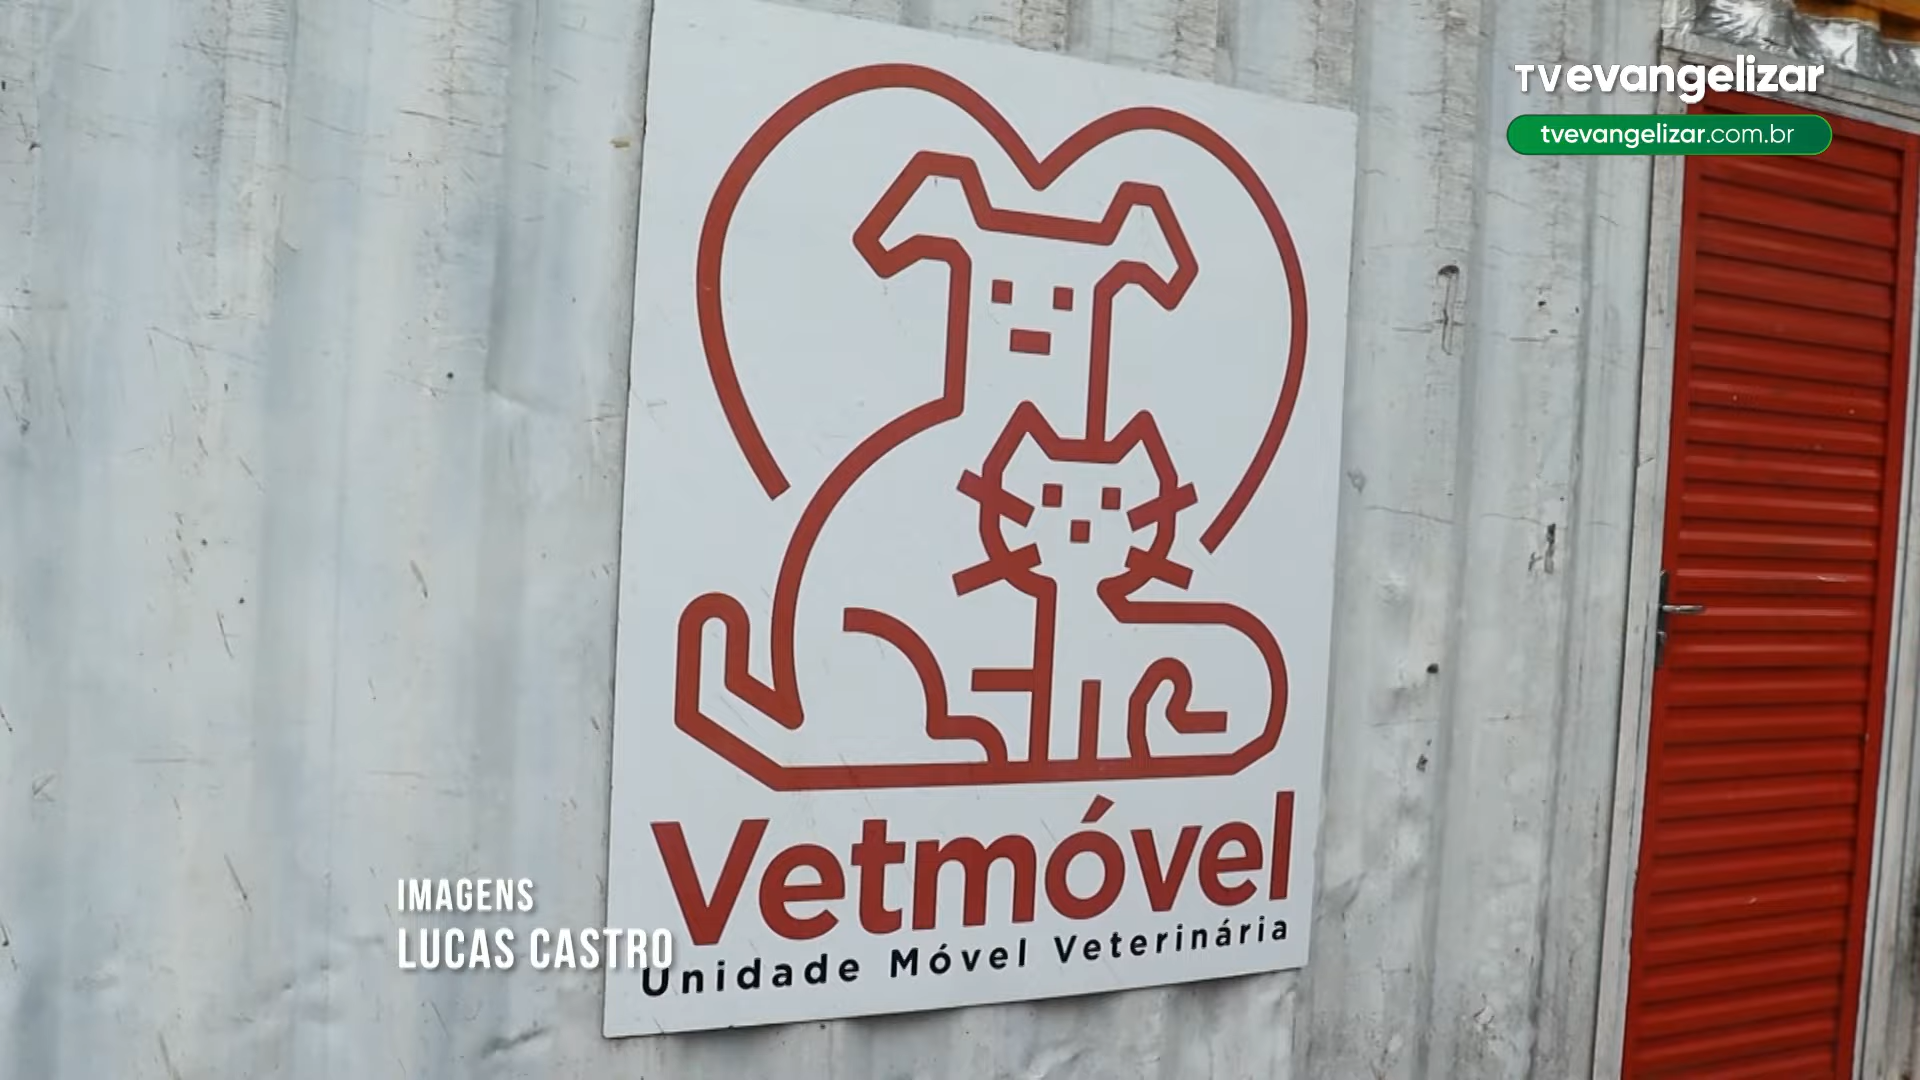 TVevangelizar
tvevangelizar.com.br
Vetmóvel
Unidade Móvel Veterinária
IMAGENS
LUCAS CASTRO